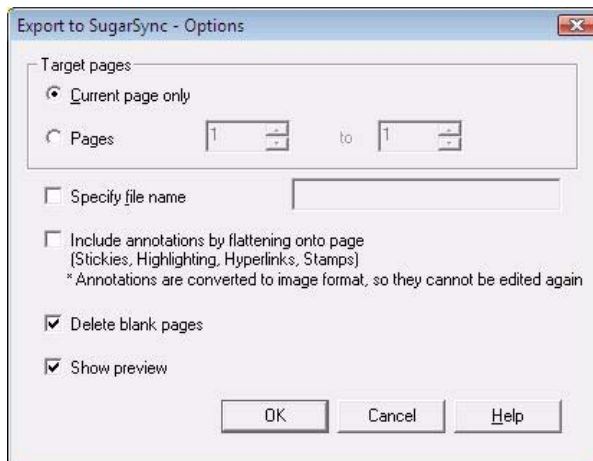 Export to SugarSync - Options
Target pages
Current page only
Pages 1 to 1
Specify file name
Include annotations by flattening onto page
(Stickies, Highlighting, Hyperlinks, Stamps)
* Annotations are converted to image format, so they cannot be edited again
Delete blank pages
Show preview
OK Cancel Help